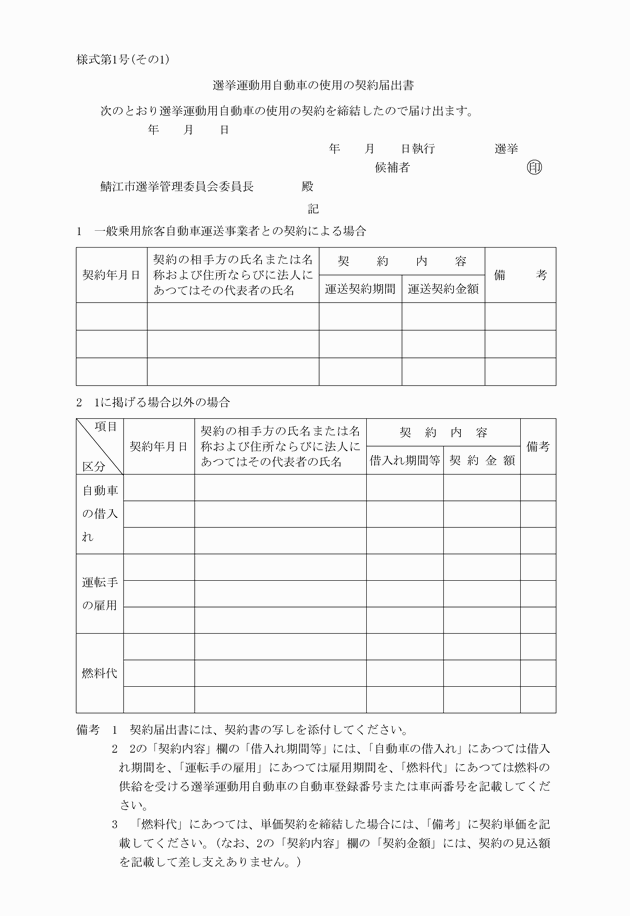 様式第1号(その1)
選挙運動用自動車の使用の契約届出書
次のとおり選挙運動用自動車の使用の契約を締結したので届け出ます。
年　　月　　日
年　　月　　日執行　　　　　選挙
候補者　　　　　　　　　　㊞
鯖江市選挙管理委員会委員長　　　　殿
記
1　一般乗用旅客自動車運送事業者との契約による場合
契約年月日
契約の相手方の氏名または名
称および住所ならびに法人に
あつてはその代表者の氏名
契　約　内　容
運送契約期間　運送契約金額
備　考
2　1に掲げる場合以外の場合
項目
区分
契約年月日
契約の相手方の氏名または名
称および住所ならびに法人に
あつてはその代表者の氏名
契　約　内　容
借入れ期間等　契 約 金 額
備考
自動車
の借入
れ
運転手
の雇用
燃料代
備考　1　契約届出書には、契約書の写しを添付してください。
2　2の「契約内容」欄の「借入れ期間等」には、「自動車の借入れ」にあつては借入
れ期間を、「運転手の雇用」にあつては雇用期間を、「燃料代」にあつては燃料の
供給を受ける選挙運動用自動車の自動車登録番号または車両番号を記載してくだ
さい。
3　「燃料代」にあつては、単価契約を締結した場合には、「備考」に契約単価を記
載してください。(なお、2の「契約内容」欄の「契約金額」には、契約の見込額
を記載して差し支えありません。)